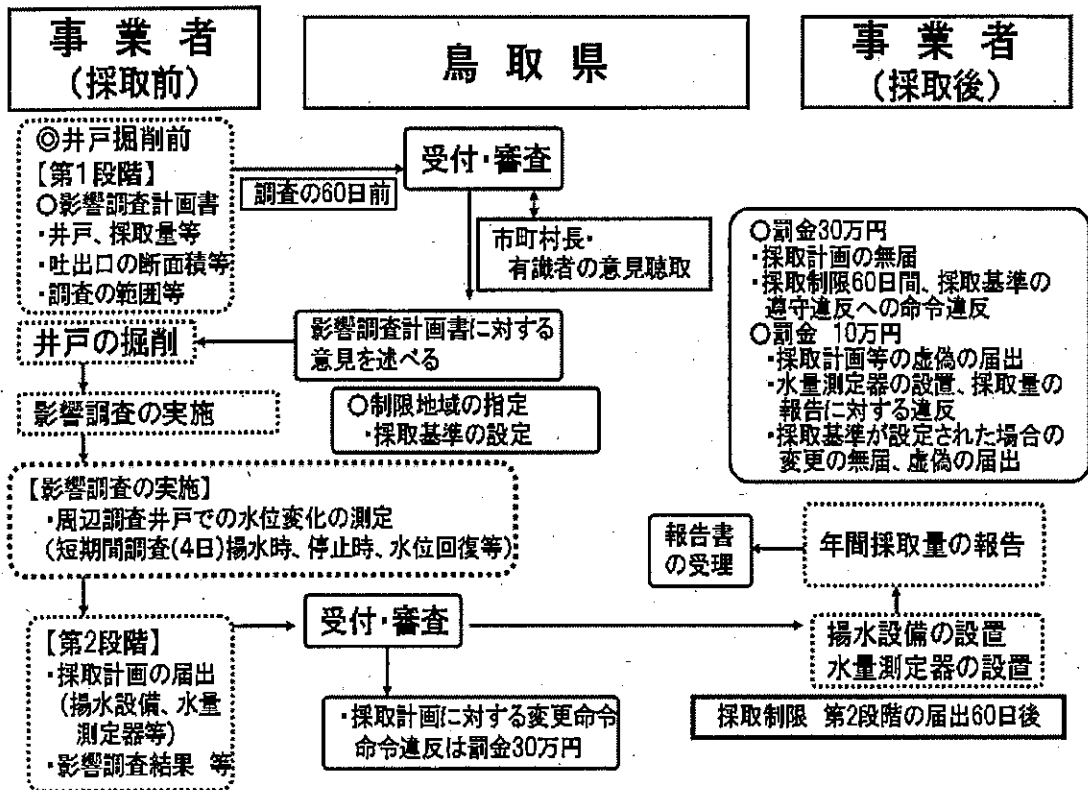 事業者
(採取前)
鳥取県
事業者
(採取後)
◎井戸掘削前
【第1段階】
○影響調査計画書
・井戸、採取量等
・吐出口の断面積等
・調査の範囲等
調査の60日前
受付・審査
市町村長・
有識者の意見聴取
影響調査計画書に対する
意見を述べる
井戸の掘削
影響調査の実施
○制限地域の指定
・採取基準の設定
【影響調査の実施】
・周辺調査井戸での水位変化の測定
(短期間調査(4日)揚水時、停止時、水位回復等)
【第2段階】
・採取計画の届出
(揚水設備、水量
測定器等)
・影響調査結果 等
受付・審査
・採取計画に対する変更命令
命令違反は罰金30万円
○罰金30万円
・採取計画の無届
・採取制限60日間、採取基準の
遵守違反への命令違反
○罰金 10万円
・採取計画等の虚偽の届出
・水量測定器の設置、採取量の
報告に対する違反
・採取基準が設定された場合の
変更の無届、虚偽の届出
報告書
の受理
年間採取量の報告
揚水設備の設置
水量測定器の設置
採取制限 第2段階の届出60日後